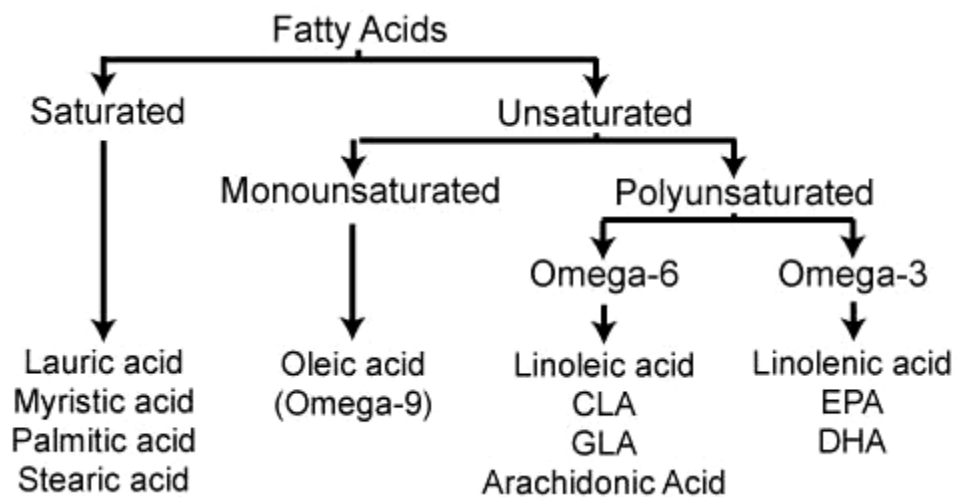 Fatty Acids
Saturated
Unsaturated
Monounsaturated
Polyunsaturated
Omega-6
Omega-3
Lauric acid
Myristic acid
Palmitic acid
Stearic acid
Oleic acid
(Omega-9)
Linoleic acid
CLA
GLA
Arachidonic Acid
Linolenic acid
EPA
DHA